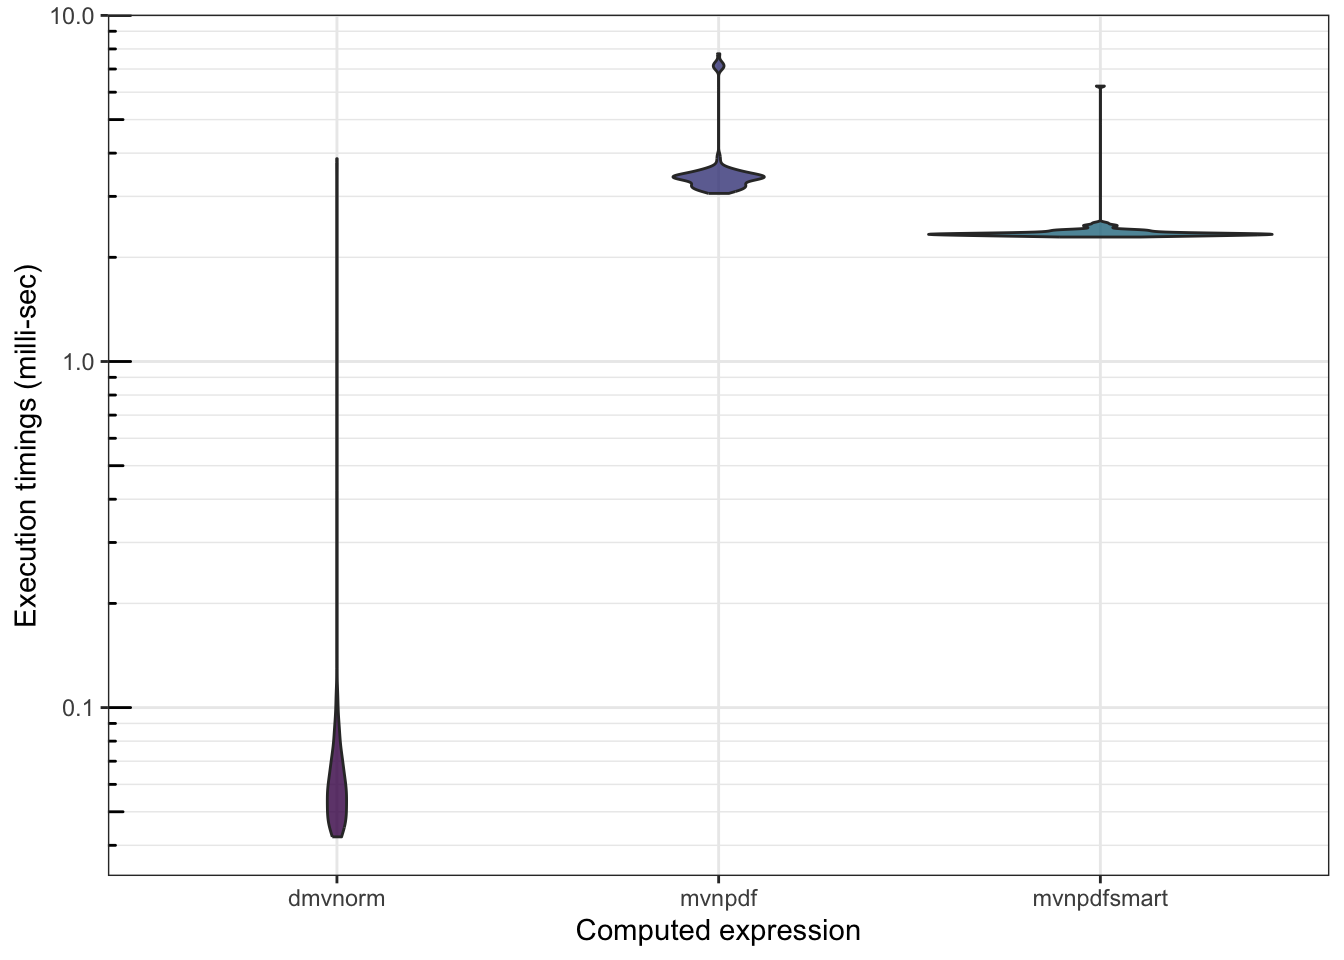 Execution timings (milli-sec)
10.0
1.0
0.1
dmvnorm
mvnpdf
mvnpdfsmart
Computed expression